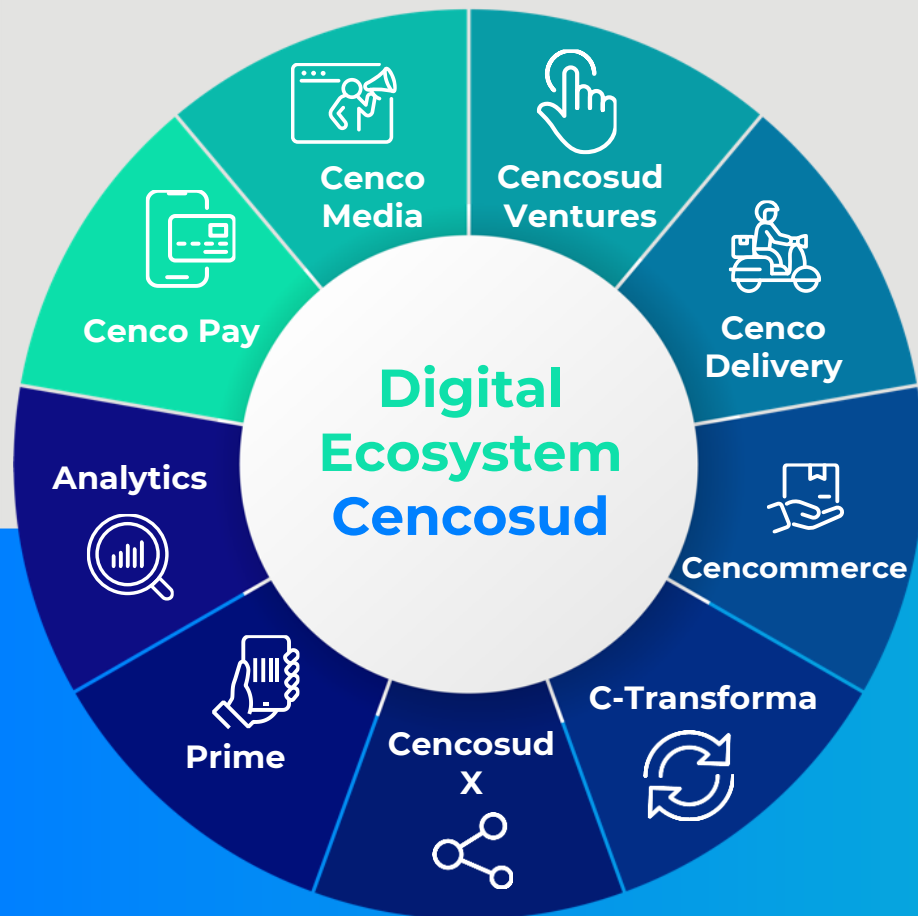 Cenco
Media
Cencosud
Ventures
Cenco Pay
Cenco
Delivery
Digital
Ecosystem
Cencosud
Analytics
Cencommerce
C-Transforma
Prime
Cencosud
X